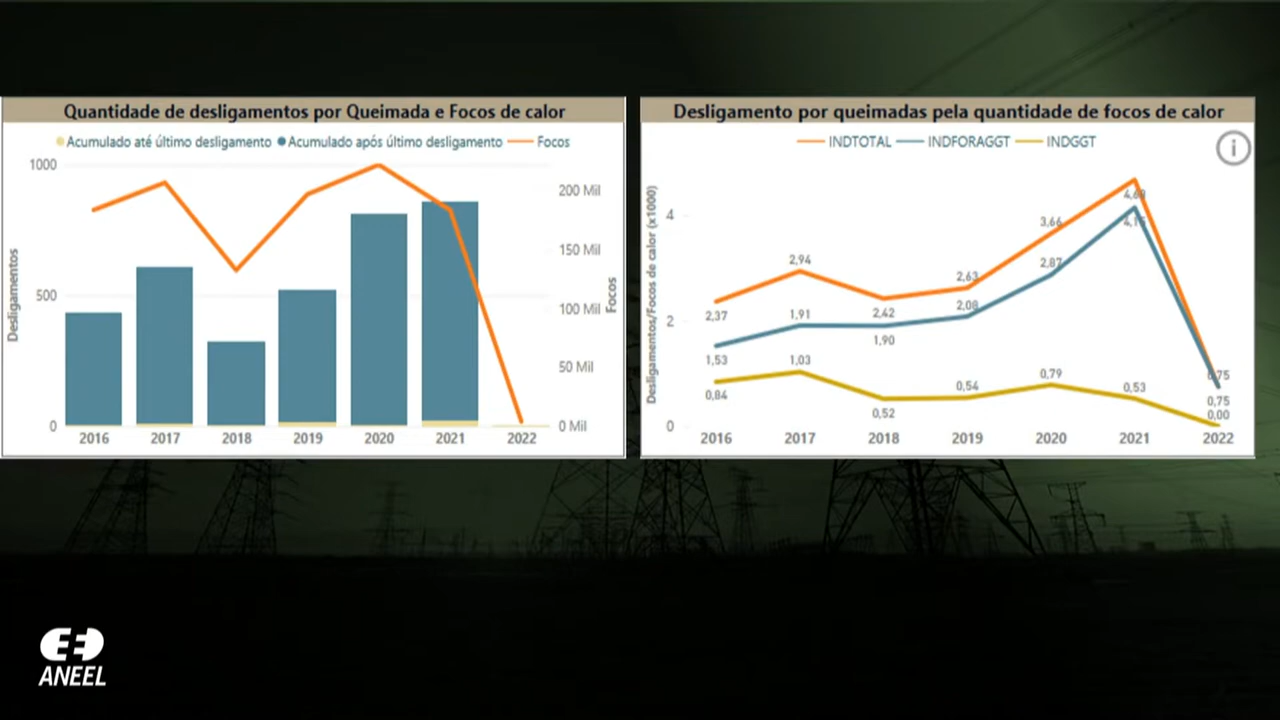 Quantidade de desligamentos por Queimada e Focos de calor
Acumulado até último desligamento Acumulado após último desligamento Focos
Desligamentos
1000
500
0
200 Mil
150 Mil
100 Mil
50 Mil
0 Mil
Focos
2016 2017 2018 2019 2020 2021 2022
Desligamento por queimadas pela quantidade de focos de calor
INDTOTAL INDFORAGGT INDGGT
i
Desligamentos/Focos de calor (x1000)
4
2
0
2,37 2,94 2,42 2,63 3,66 4,69 0,75
1,53 1,91 1,90 2,08 2,87 4,15 0,75
0,84 1,03 0,52 0,54 0,79 0,53 0,00
2016 2017 2018 2019 2020 2021 2022
ANEEL